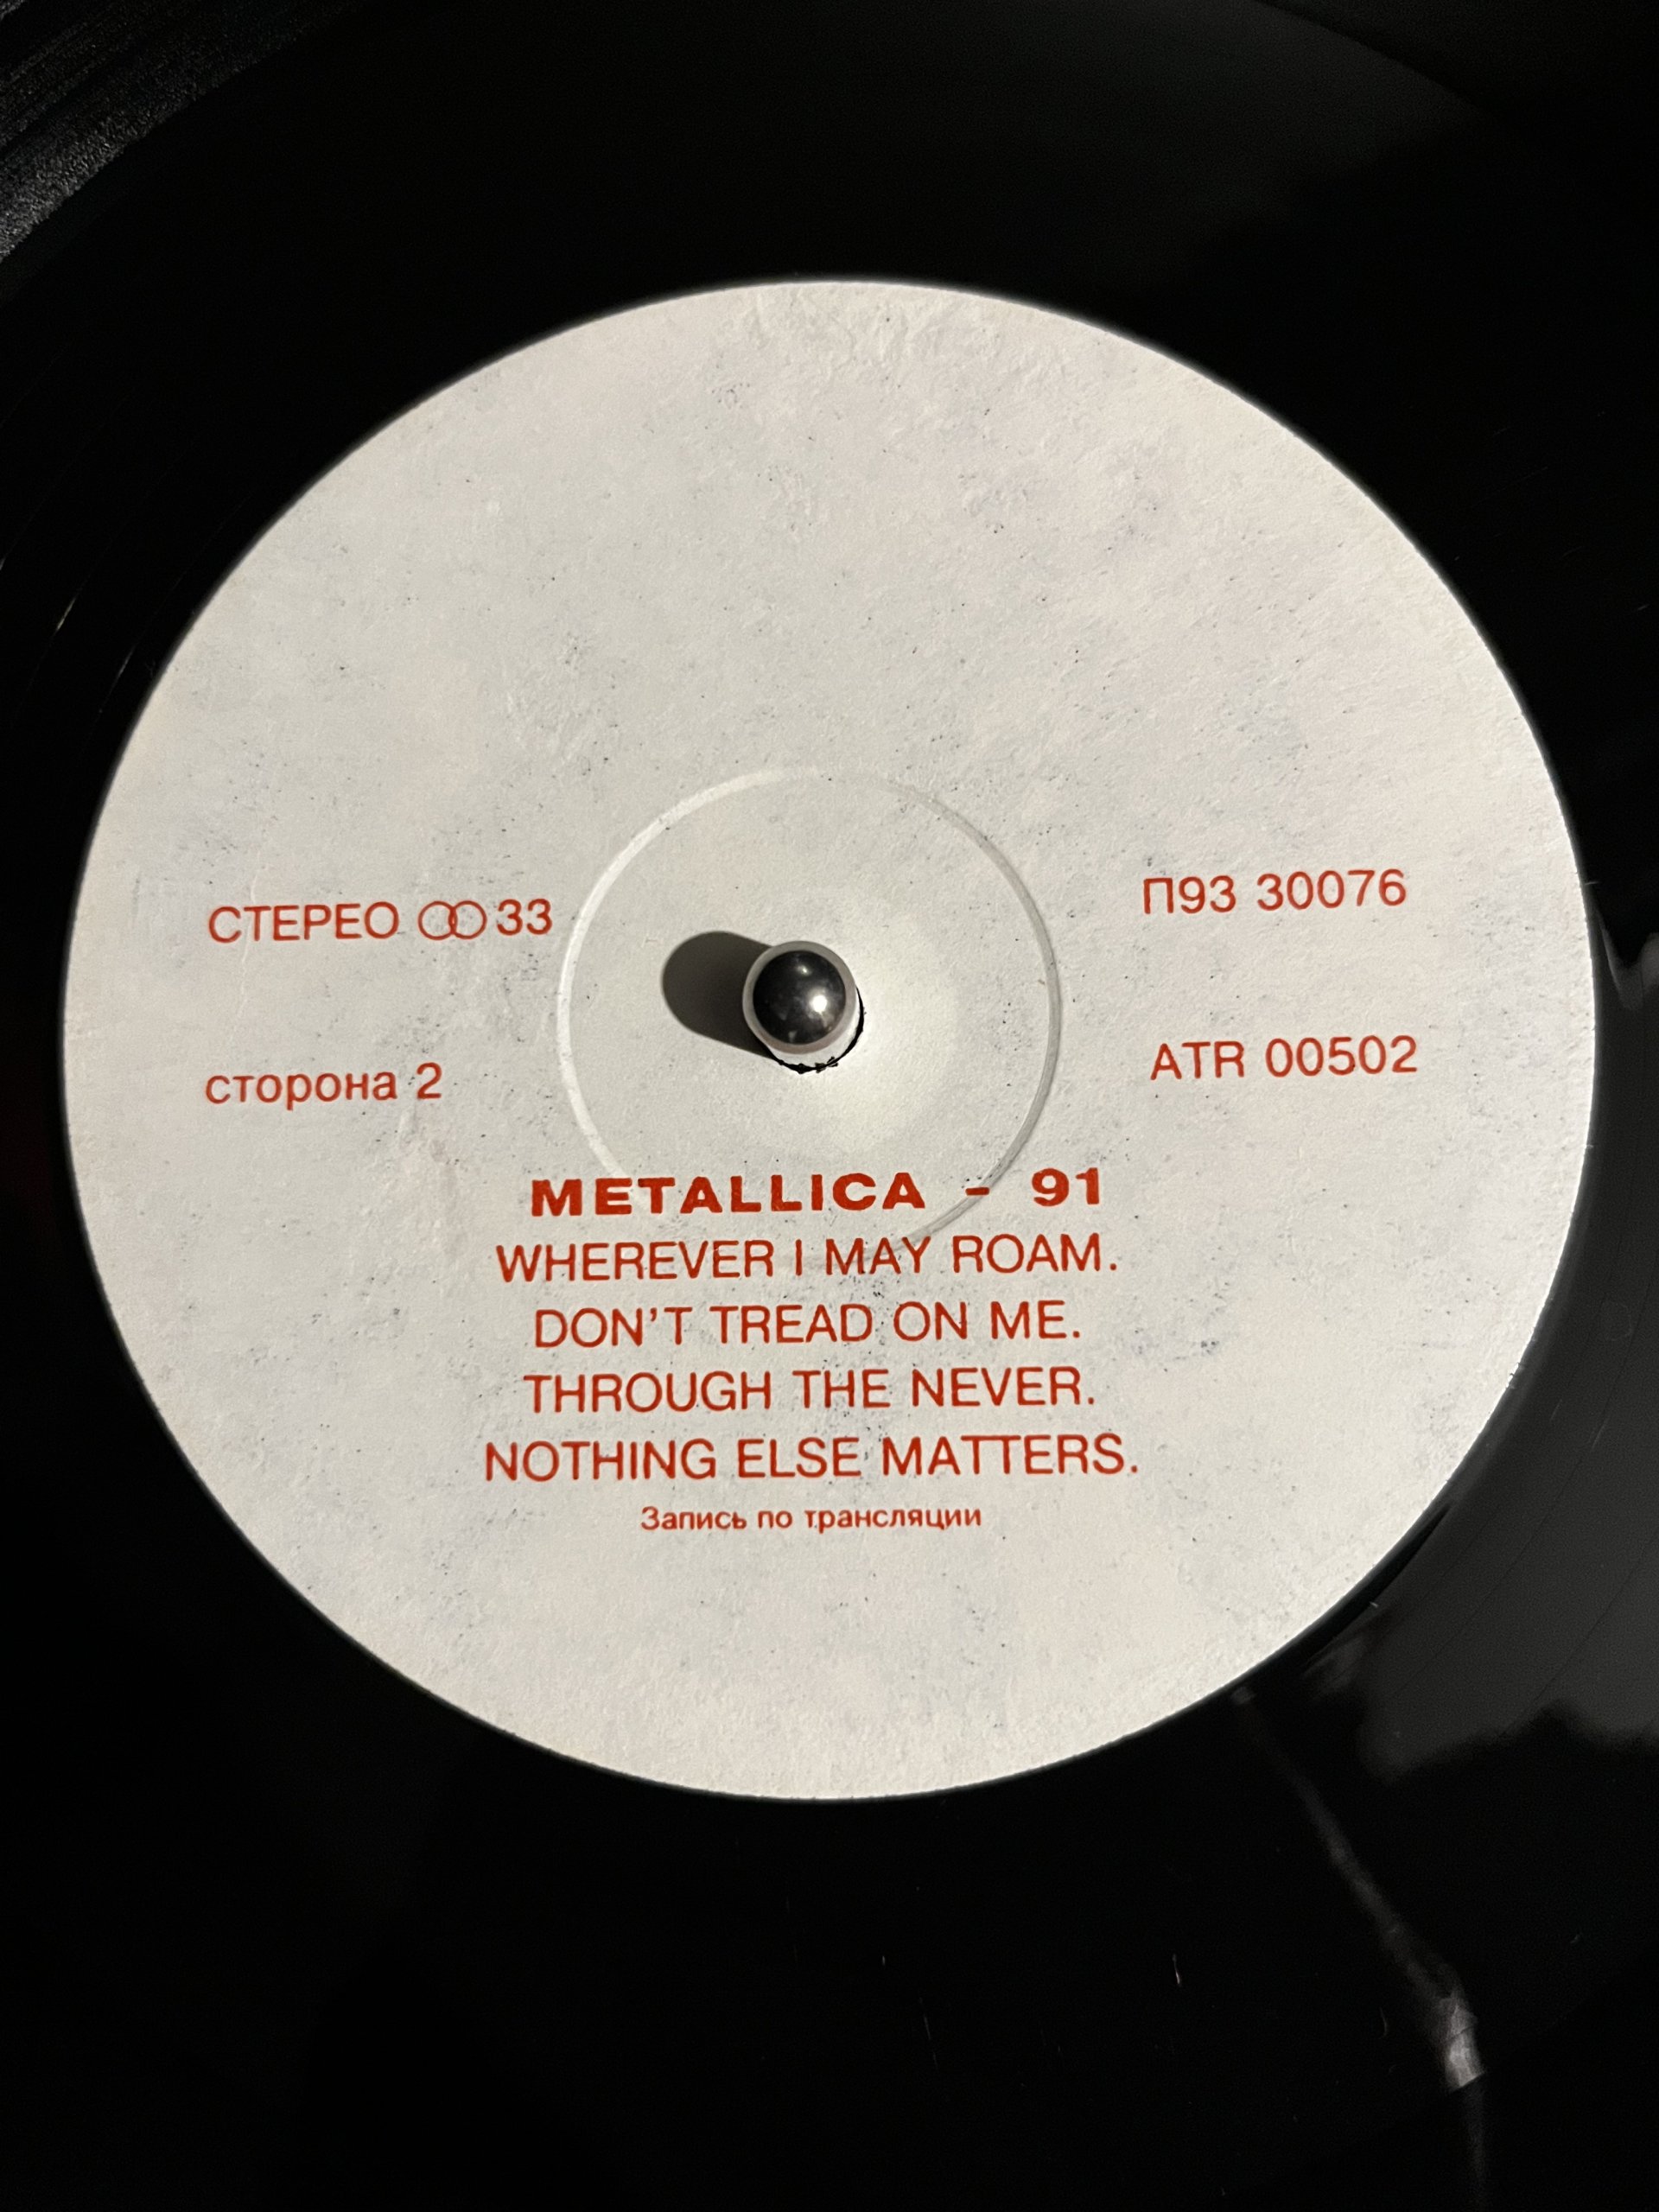 СТЕРЕО ꝏ 33
П93 30076
сторона 2
ATR 00502
METALLICA - 91
WHEREVER I MAY ROAM.
DON'T TREAD ON ME.
THROUGH THE NEVER.
NOTHING ELSE MATTERS.
Запись по трансляции